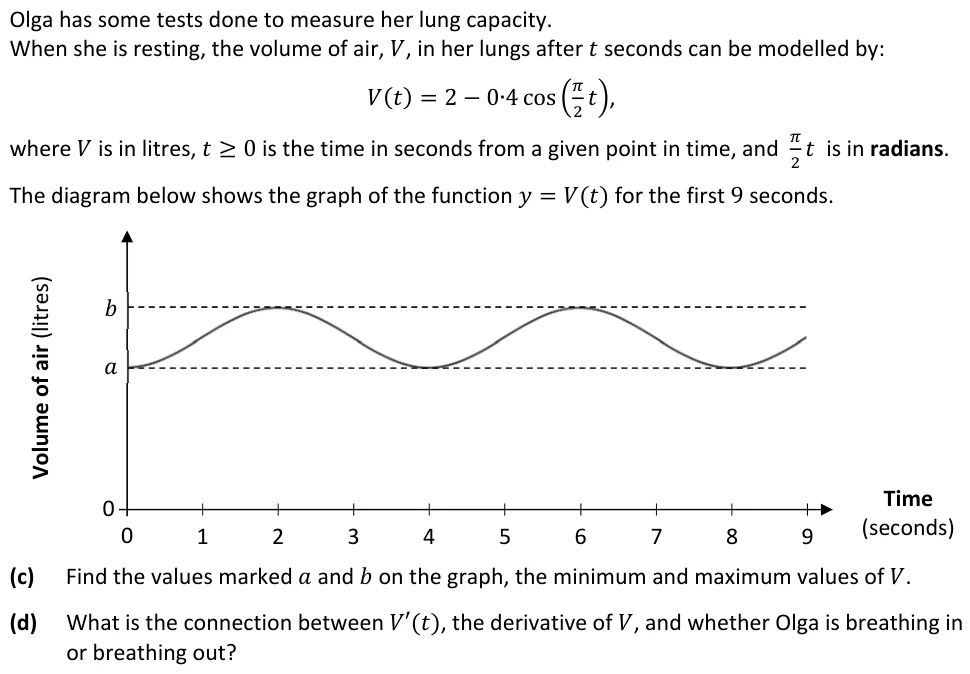 Olga has some tests done to measure her lung capacity.
When she is resting, the volume of air, V, in her lungs after t seconds can be modelled by:
V(t) = 2 − 0·4 cos (π/2 t),
where V is in litres, t ≥ 0 is the time in seconds from a given point in time, and π/2 t is in radians.
The diagram below shows the graph of the function y = V(t) for the first 9 seconds.
Volume of air (litres)
b
a
0
0 1 2 3 4 5 6 7 8 9
Time
(seconds)
(c) Find the values marked a and b on the graph, the minimum and maximum values of V.
(d) What is the connection between V′(t), the derivative of V, and whether Olga is breathing in
or breathing out?